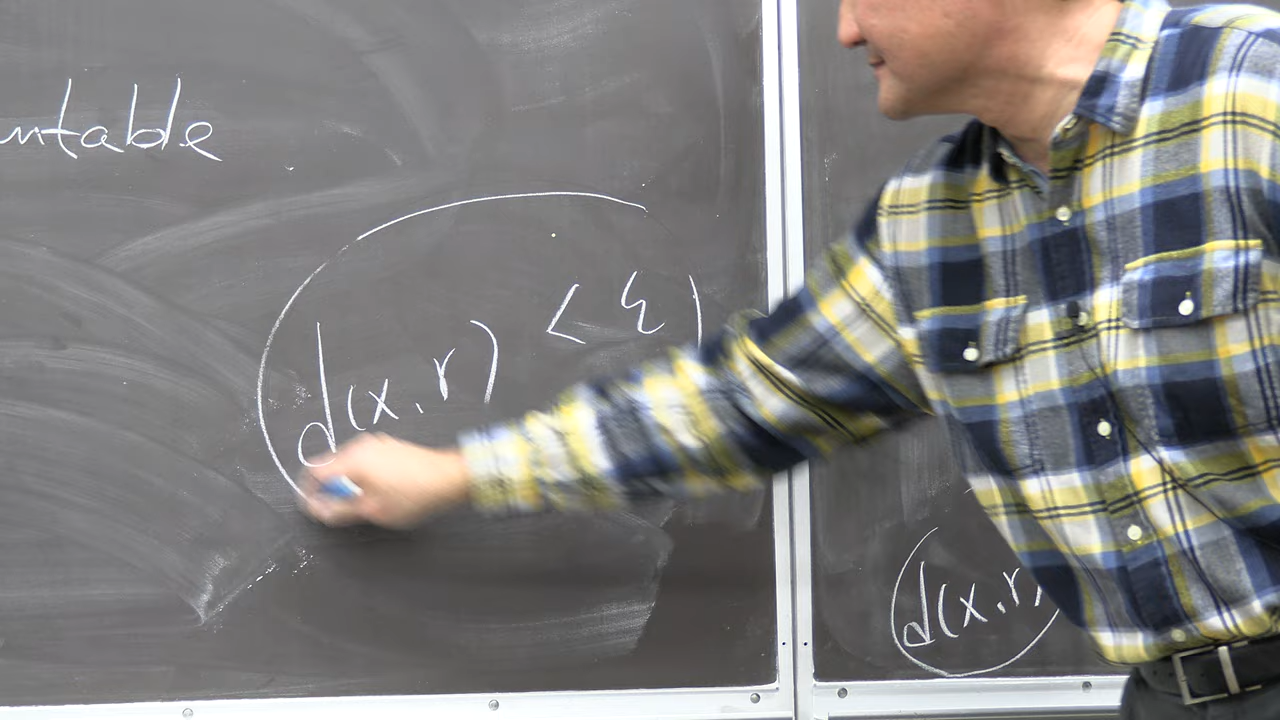 untable
d(x,r) < ε)
d(x,r)